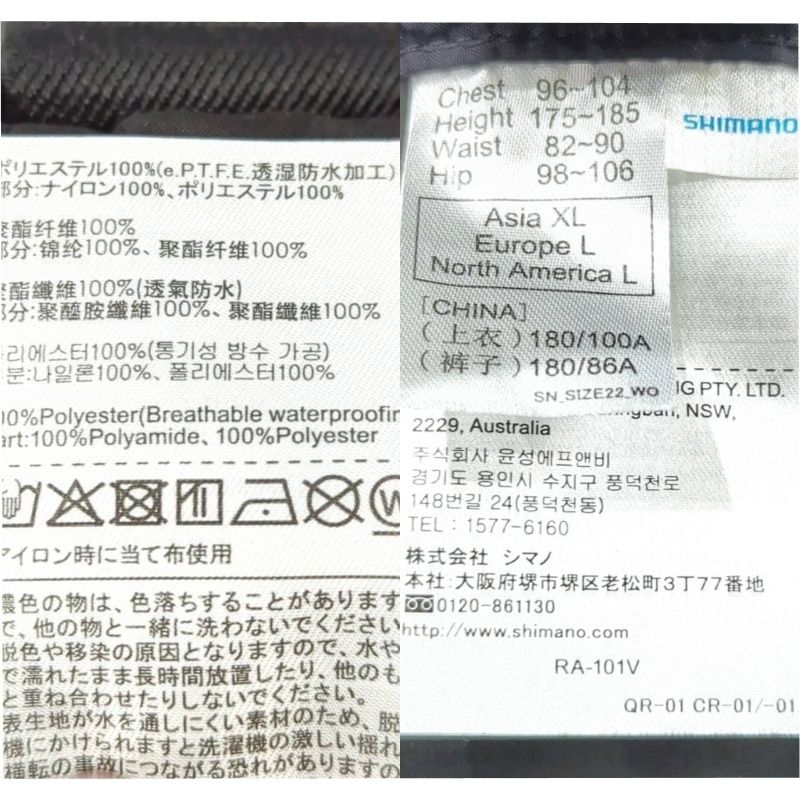 ポリエステル100%(e.P.T.F.E.透湿防水加工)
部分:ナイロン100%、ポリエステル100%
聚酯纤维100%
部分:锦纶100%、聚酯纤维100%
聚酯纖維100%(透氣防水)
部分:聚醯胺纖維100%、聚酯纖維100%
폴리에스터100%(통기성 방수 가공)
부분:나일론100%、폴리에스터100%
100%Polyester(Breathable waterproofin
art:100%Polyamide, 100%Polyester
アイロン時に当て布使用
濃色の物は、色落ちすることがあります
で、他の物と一緒に洗わないでください
脱色や移染の原因となりますので、水や
で濡れたまま長時間放置したり、他のも
と重ね合わせたりしないでください
表生地が水を通しにくい素材のため、脱
機にかけられますと洗濯機の激しい揺れ
横転の事故につながる恐れがありますの
Chest 96~104
Height 175~185
Waist 82~90
Hip 98~106
SHIMANO
Asia XL
Europe L
North America L
[CHINA]
(上衣)180/100A
(裤子)180/86A
SN_SIZE22_WO
NG PTY. LTD.
ringbah, NSW,
2229, Australia
주식회사 윤성에프앤비
경기도 용인시 수지구 풍덕천로
148번길 24(풍덕천동)
TEL : 1577-6160
株式会社 シマノ
本社:大阪府堺市堺区老松町3丁77番地
0120-861130
http://www.shimano.com
RA-101V
QR-01 CR-01/-01